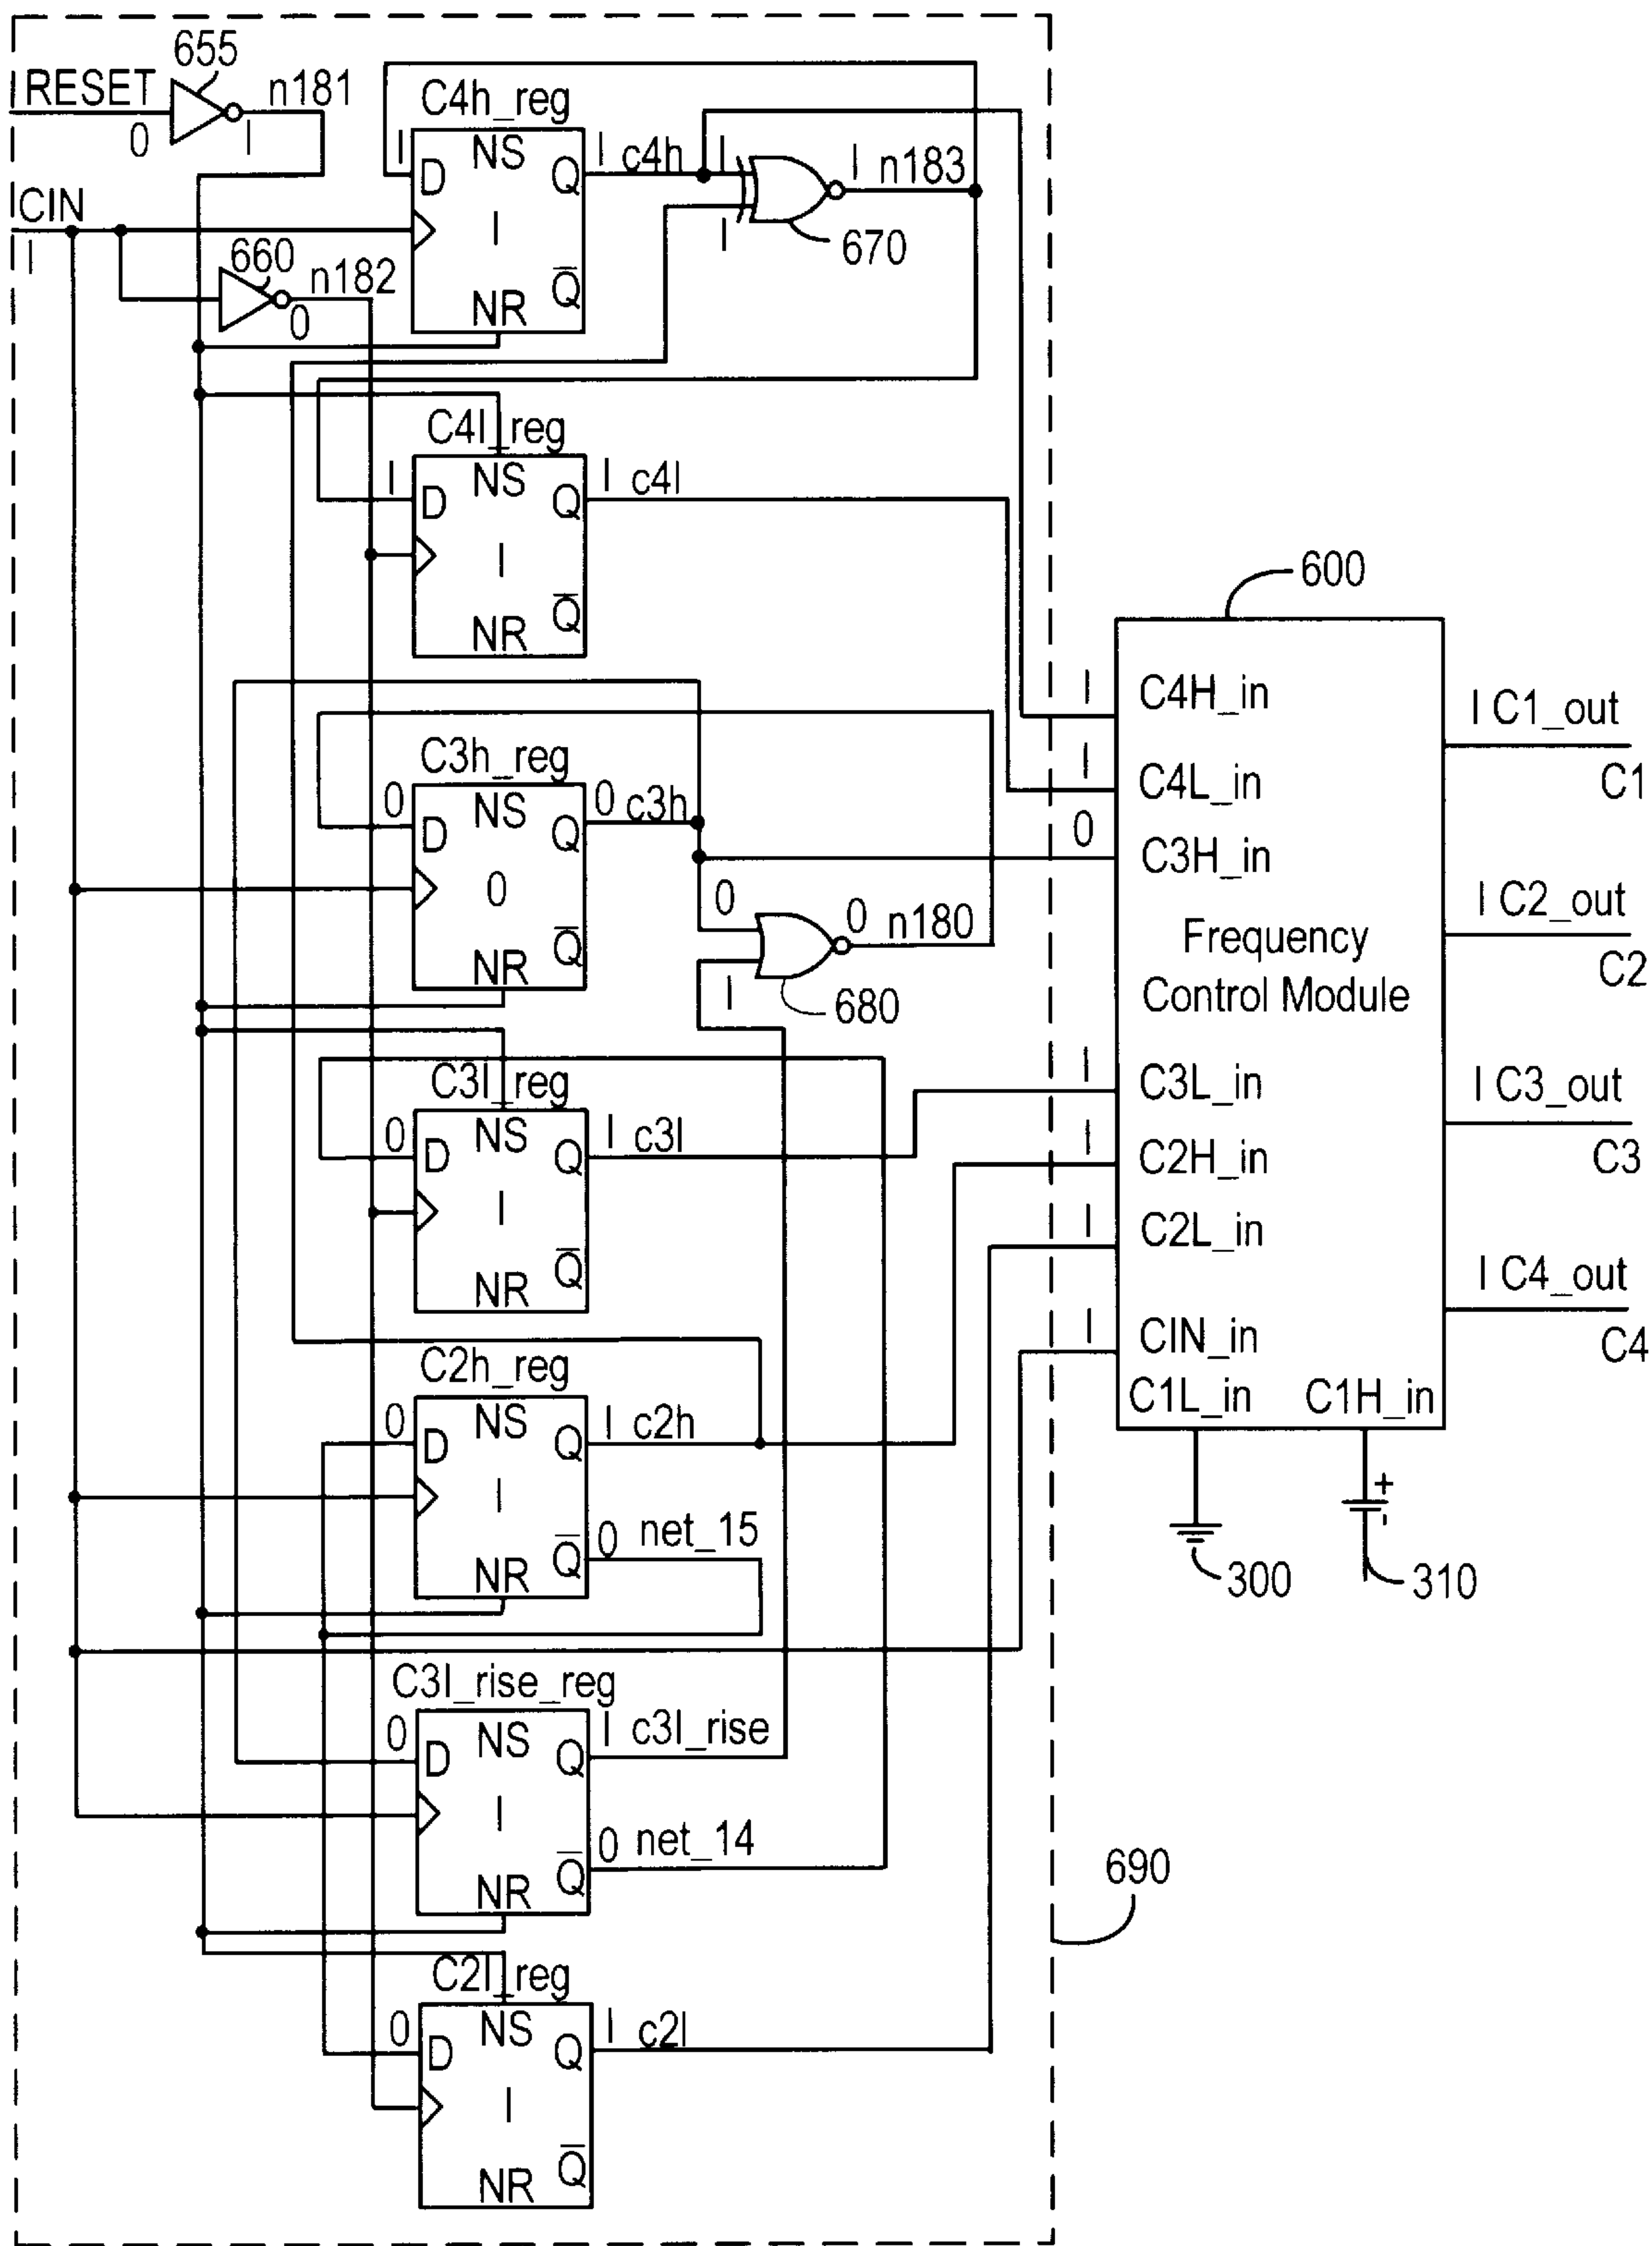 655
RESET
n181
0
I
C4h_reg
I
D
NS
Q
I
c4h
I
I
n183
CIN
I
I
I
670
660
n182
0
Q
NR
C4l_reg
I
D
NS
Q
I
c4l
I
Q
NR
600
C4H_in
I
I C1_out
C3h_reg
I
C4L_in
C1
0
D
NS
Q
0
c3h
0
C3H_in
0
0
0
n180
I C2_out
Frequency
Control Module
C2
Q
NR
I
680
C3l_reg
I
C3L_in
I C3_out
0
D
NS
Q
I
c3l
I
C2H_in
C3
I
I
C2L_in
Q
NR
I C4_out
I
CIN_in
C4
C2h_reg
C1L_in
C1H_in
0
D
NS
Q
I
c2h
I
+
-
Q
0
net_15
NR
300
310
C3l_rise_reg
0
D
NS
Q
I
c3l_rise
I
Q
0
net_14
NR
690
C2l_reg
0
D
NS
Q
I
c2l
I
Q
NR